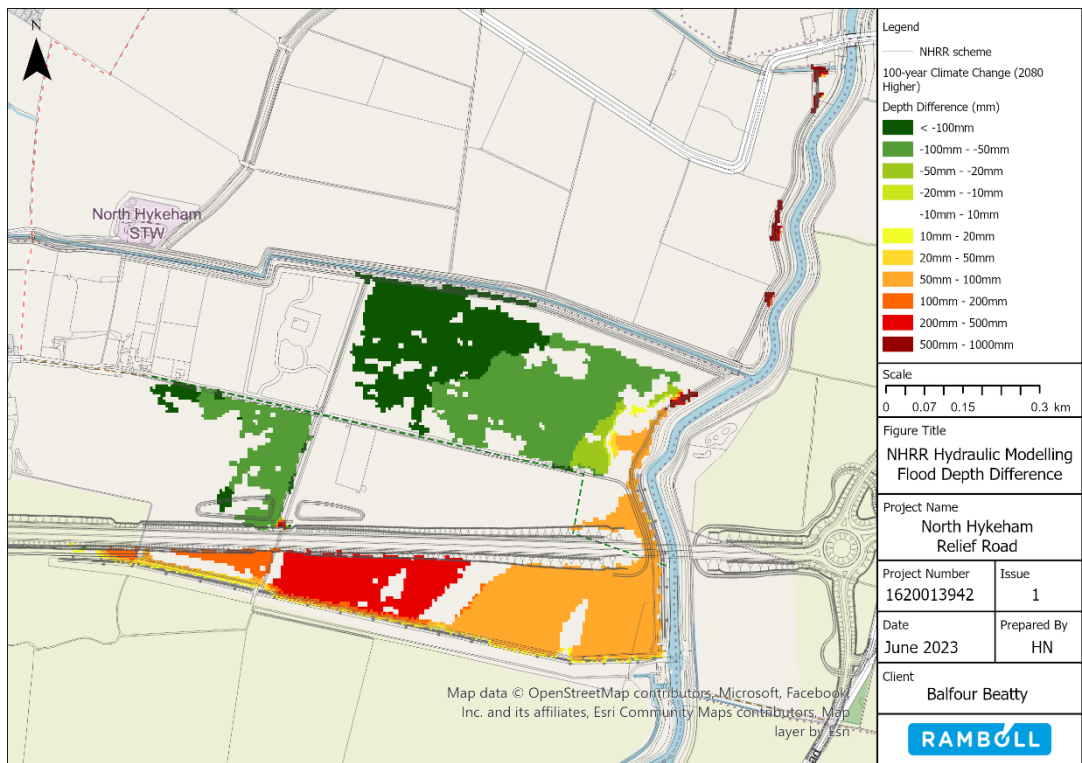 N
North Hykeham
STW
Map data © OpenStreetMap contributors, Microsoft, Facebook,
Inc. and its affiliates, Esri Community Maps contributors, Map
layer by Esri
ad
Legend
NHRR scheme
100-year Climate Change (2080
Higher)
Depth Difference (mm)
< -100mm
-100mm - -50mm
-50mm - -20mm
-20mm - -10mm
-10mm - 10mm
10mm - 20mm
20mm - 50mm
50mm - 100mm
100mm - 200mm
200mm - 500mm
500mm - 1000mm
Scale
0 0.07 0.15 0.3 km
Figure Title
NHRR Hydraulic Modelling
Flood Depth Difference
Project Name
North Hykeham
Relief Road
Project Number
1620013942
Issue
1
Date
June 2023
Prepared By
HN
Client
Balfour Beatty
RAMBOLL